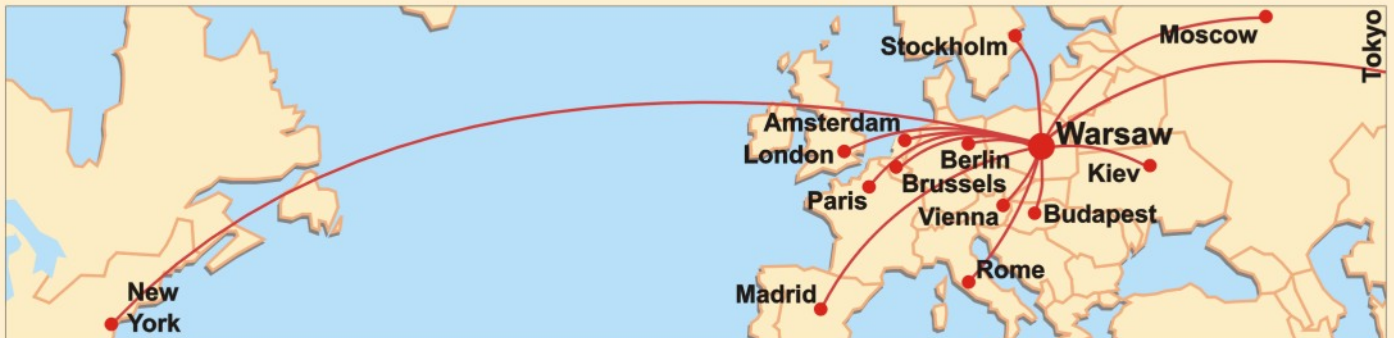 Stockholm
Moscow
Tokyo
Amsterdam
Warsaw
London
Berlin
Kiev
Brussels
Paris
Vienna
Budapest
Rome
Madrid
New
York